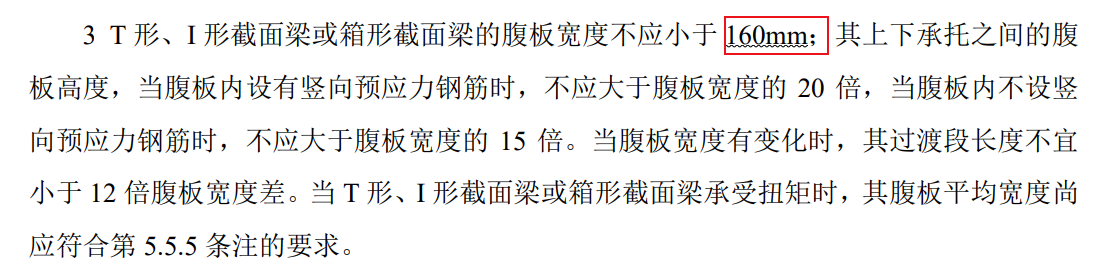 3 T 形、I 形截面梁或箱形截面梁的腹板宽度不应小于 160mm；其上下承托之间的腹
板高度，当腹板内设有竖向预应力钢筋时，不应大于腹板宽度的 20 倍，当腹板内不设竖
向预应力钢筋时，不应大于腹板宽度的 15 倍。当腹板宽度有变化时，其过渡段长度不宜
小于 12 倍腹板宽度差。当 T 形、I 形截面梁或箱形截面梁承受扭矩时，其腹板平均宽度尚
应符合第 5.5.5 条注的要求。